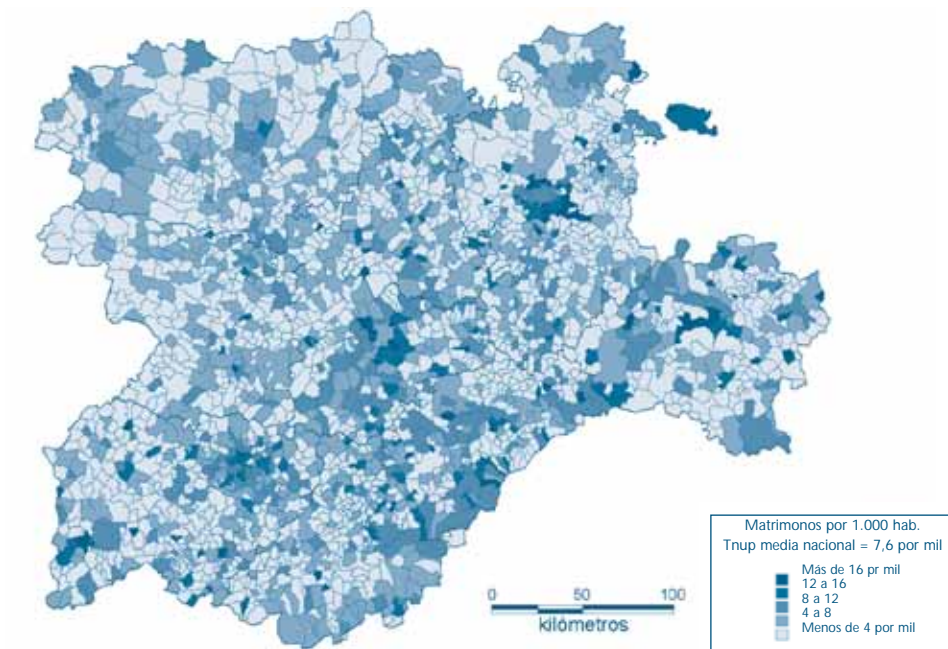 0 50 100
kilómetros
Matrimonos por 1.000 hab.
Tnup media nacional = 7,6 por mil
Más de 16 pr mil
12 a 16
8 a 12
4 a 8
Menos de 4 por mil